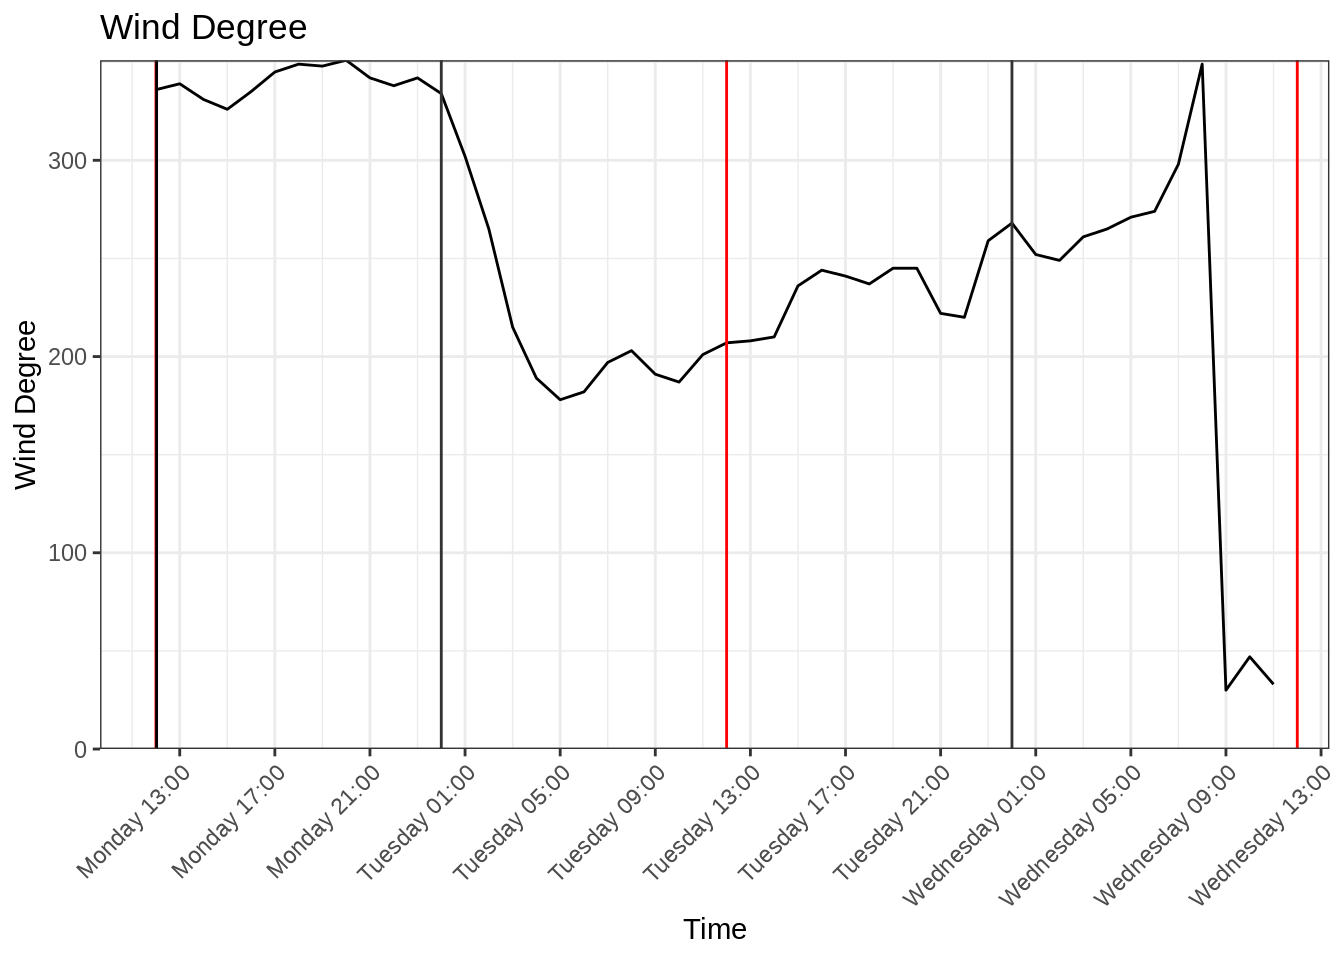 Wind Degree
Wind Degree
300
200
100
0
Monday 13:00
Monday 17:00
Monday 21:00
Tuesday 01:00
Tuesday 05:00
Tuesday 09:00
Tuesday 13:00
Tuesday 17:00
Tuesday 21:00
Wednesday 01:00
Wednesday 05:00
Wednesday 09:00
Wednesday 13:00
Time